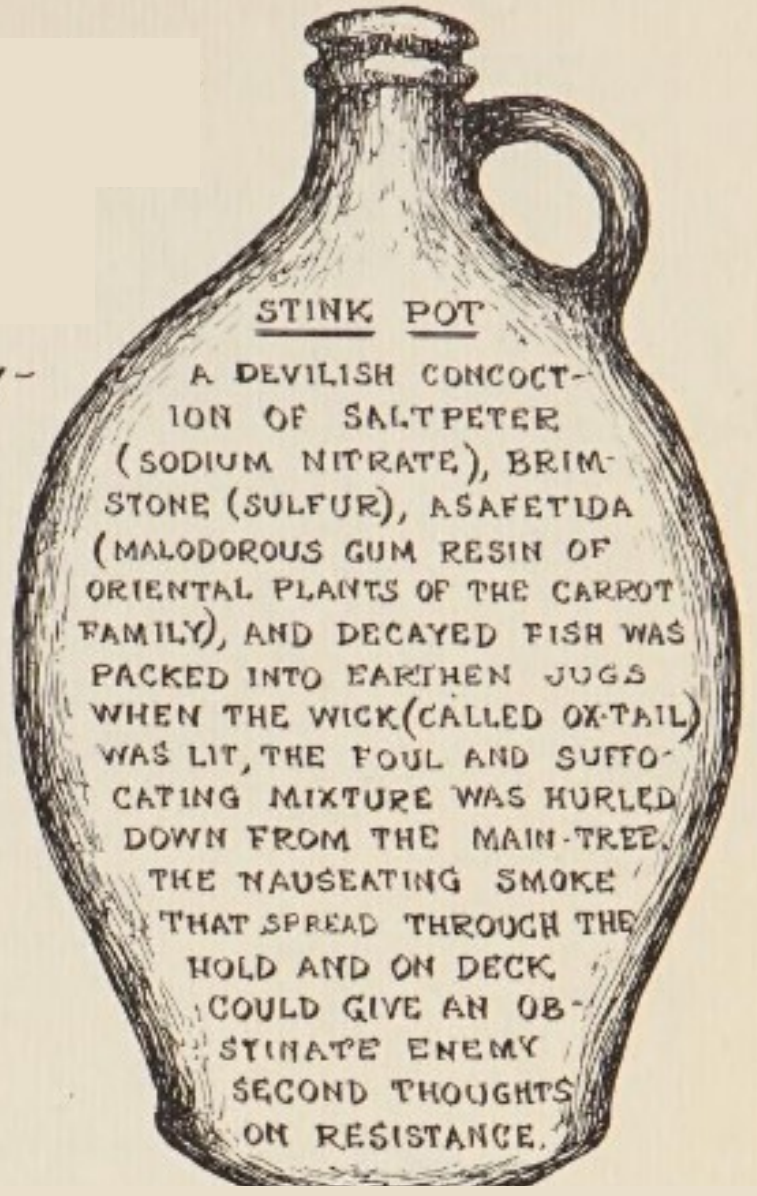 STINK POT
A DEVILISH CONCOCT-
ION OF SALTPETER
(SODIUM NITRATE), BRIM-
STONE (SULFUR), ASAFETIDA
(MALODOROUS GUM RESIN OF
ORIENTAL PLANTS OF THE CARROT
FAMILY), AND DECAYED FISH WAS
PACKED INTO EARTHEN JUGS
WHEN THE WICK (CALLED OX-TAIL)
WAS LIT, THE FOUL AND SUFFO-
CATING MIXTURE WAS HURLED
DOWN FROM THE MAIN-TREE.
THE NAUSEATING SMOKE
THAT SPREAD THROUGH THE
HOLD AND ON DECK
COULD GIVE AN OB-
STINATE ENEMY
SECOND THOUGHTS
ON RESISTANCE.